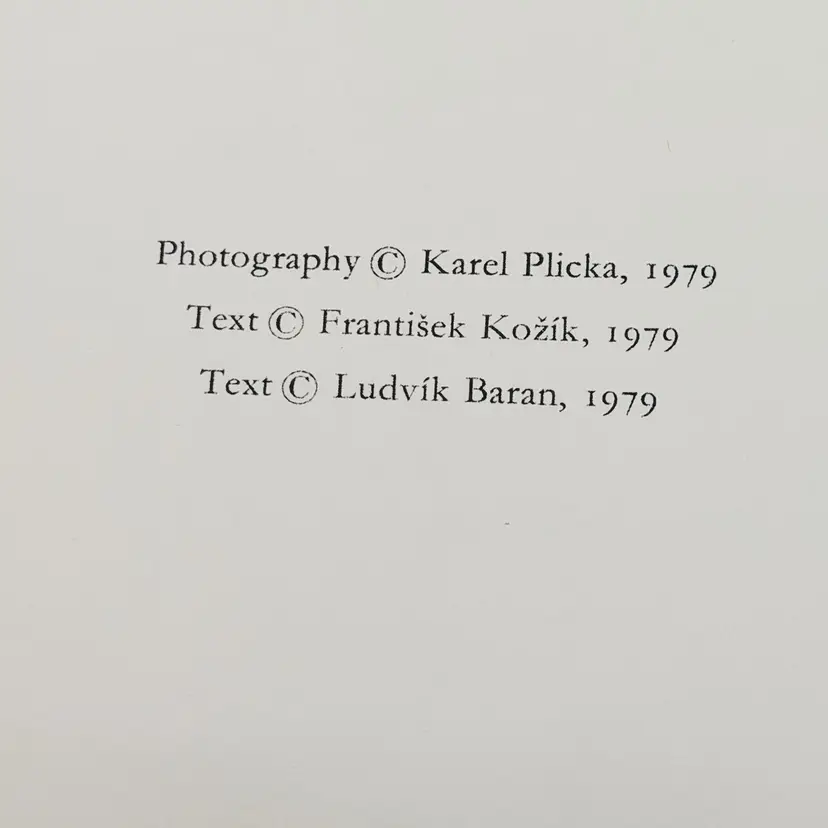 Photography © Karel Plicka, 1979
Text © František Kožík, 1979
Text © Ludvík Baran, 1979